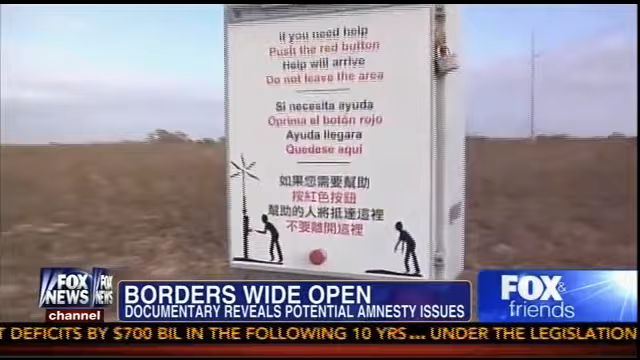 If you need help
Push the red button
Help will arrive
Do not leave the area
Si necesita ayuda
Oprima el botón rojo
Ayuda llegara
Quedese aquí
如果您需要幫助
按紅色按鈕
幫助的人將抵達這裡
不要離開這裡
FOX NEWS
channel
FOX NEWS
BORDERS WIDE OPEN
DOCUMENTARY REVEALS POTENTIAL AMNESTY ISSUES
FOX &
friends
T DEFICITS BY $700 BIL IN THE FOLLOWING 10 YRS... UNDER THE LEGISLATION